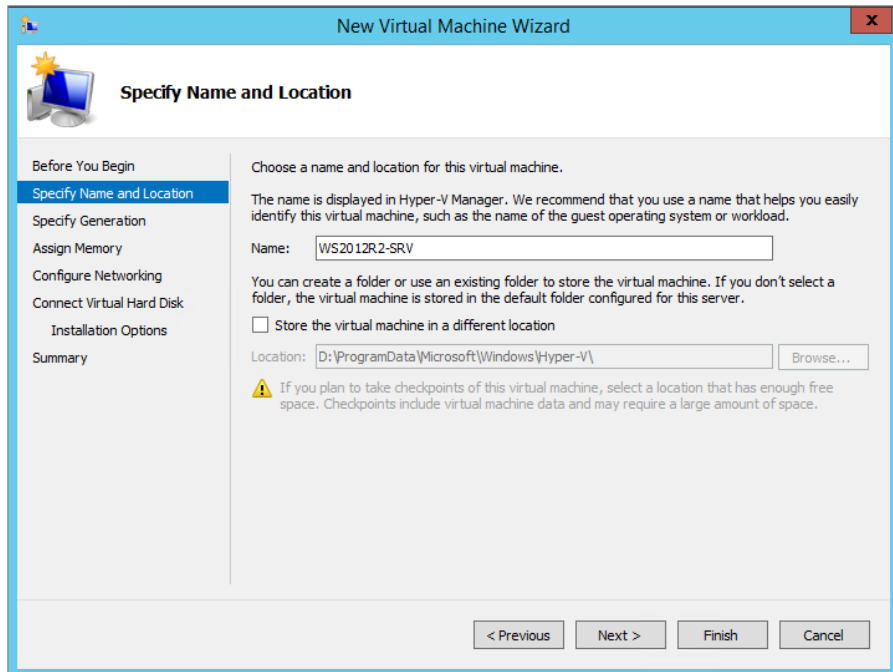 New Virtual Machine Wizard
x
Specify Name and Location
Before You Begin
Specify Name and Location
Specify Generation
Assign Memory
Configure Networking
Connect Virtual Hard Disk
Installation Options
Summary
Choose a name and location for this virtual machine.
The name is displayed in Hyper-V Manager. We recommend that you use a name that helps you easily
identify this virtual machine, such as the name of the guest operating system or workload.
Name: WS2012R2-SRV
You can create a folder or use an existing folder to store the virtual machine. If you don't select a
folder, the virtual machine is stored in the default folder configured for this server.
Store the virtual machine in a different location
Location: D:\ProgramData\Microsoft\Windows\Hyper-V\ Browse...
If you plan to take checkpoints of this virtual machine, select a location that has enough free
space. Checkpoints include virtual machine data and may require a large amount of space.
< Previous Next > Finish Cancel